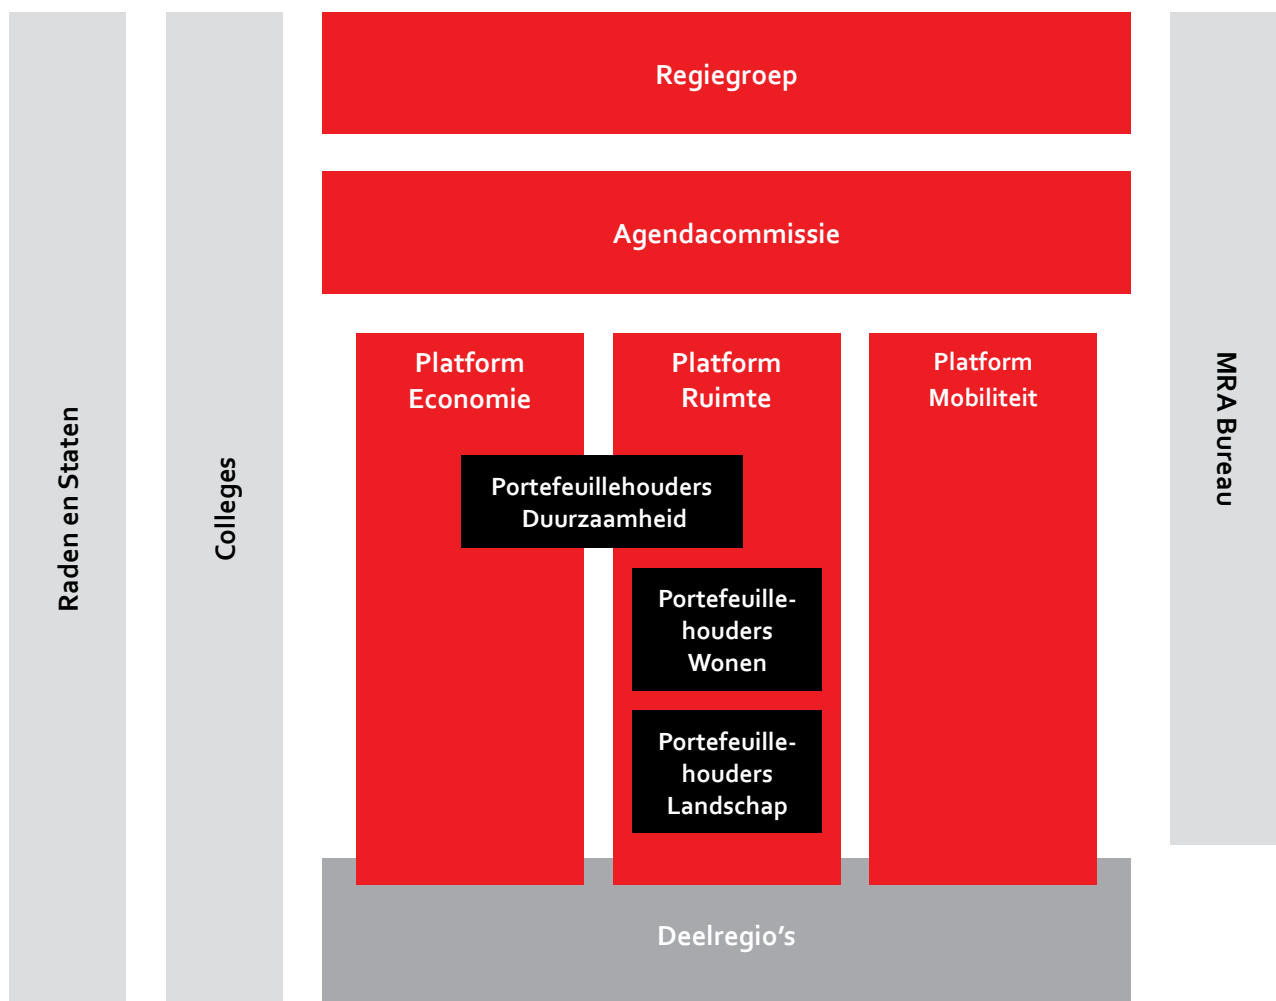 Raden en Staten
Colleges
Regiegroep
Agendacommissie
Platform
Economie
Platform
Ruimte
Platform
Mobiliteit
Portefeuillehouders
Duurzaamheid
Portefeuille-
houders
Wonen
Portefeuille-
houders
Landschap
Deelregio’s
MRA Bureau